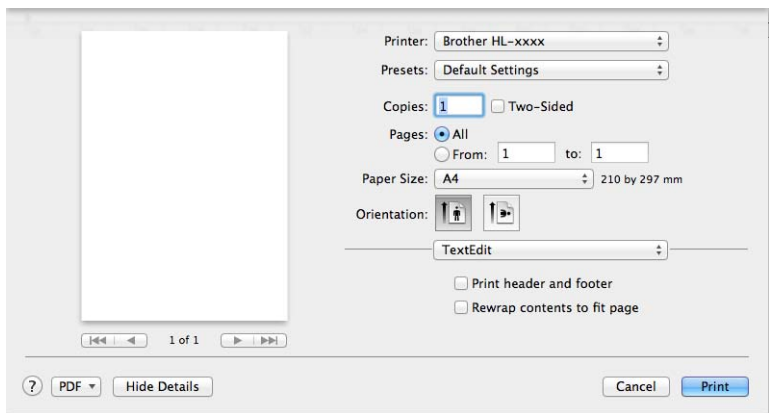 Printer: Brother HL-xxxx
Presets: Default Settings
Copies: 1 Two-Sided
Pages: All
From: 1 to: 1
Paper Size: A4 210 by 297 mm
Orientation:
TextEdit
Print header and footer
Rewrap contents to fit page
1 of 1
? PDF Hide Details Cancel Print